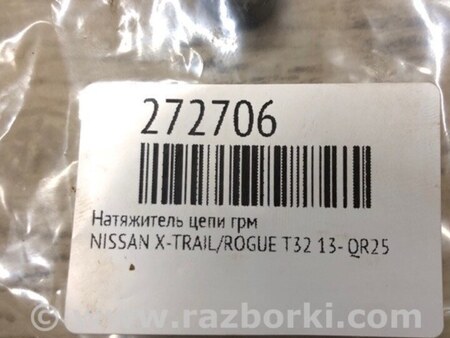 272706
Натяжитель цепи грм
NISSAN X-TRAIL/ROGUE T32 13- QR25
© www.razborki.com